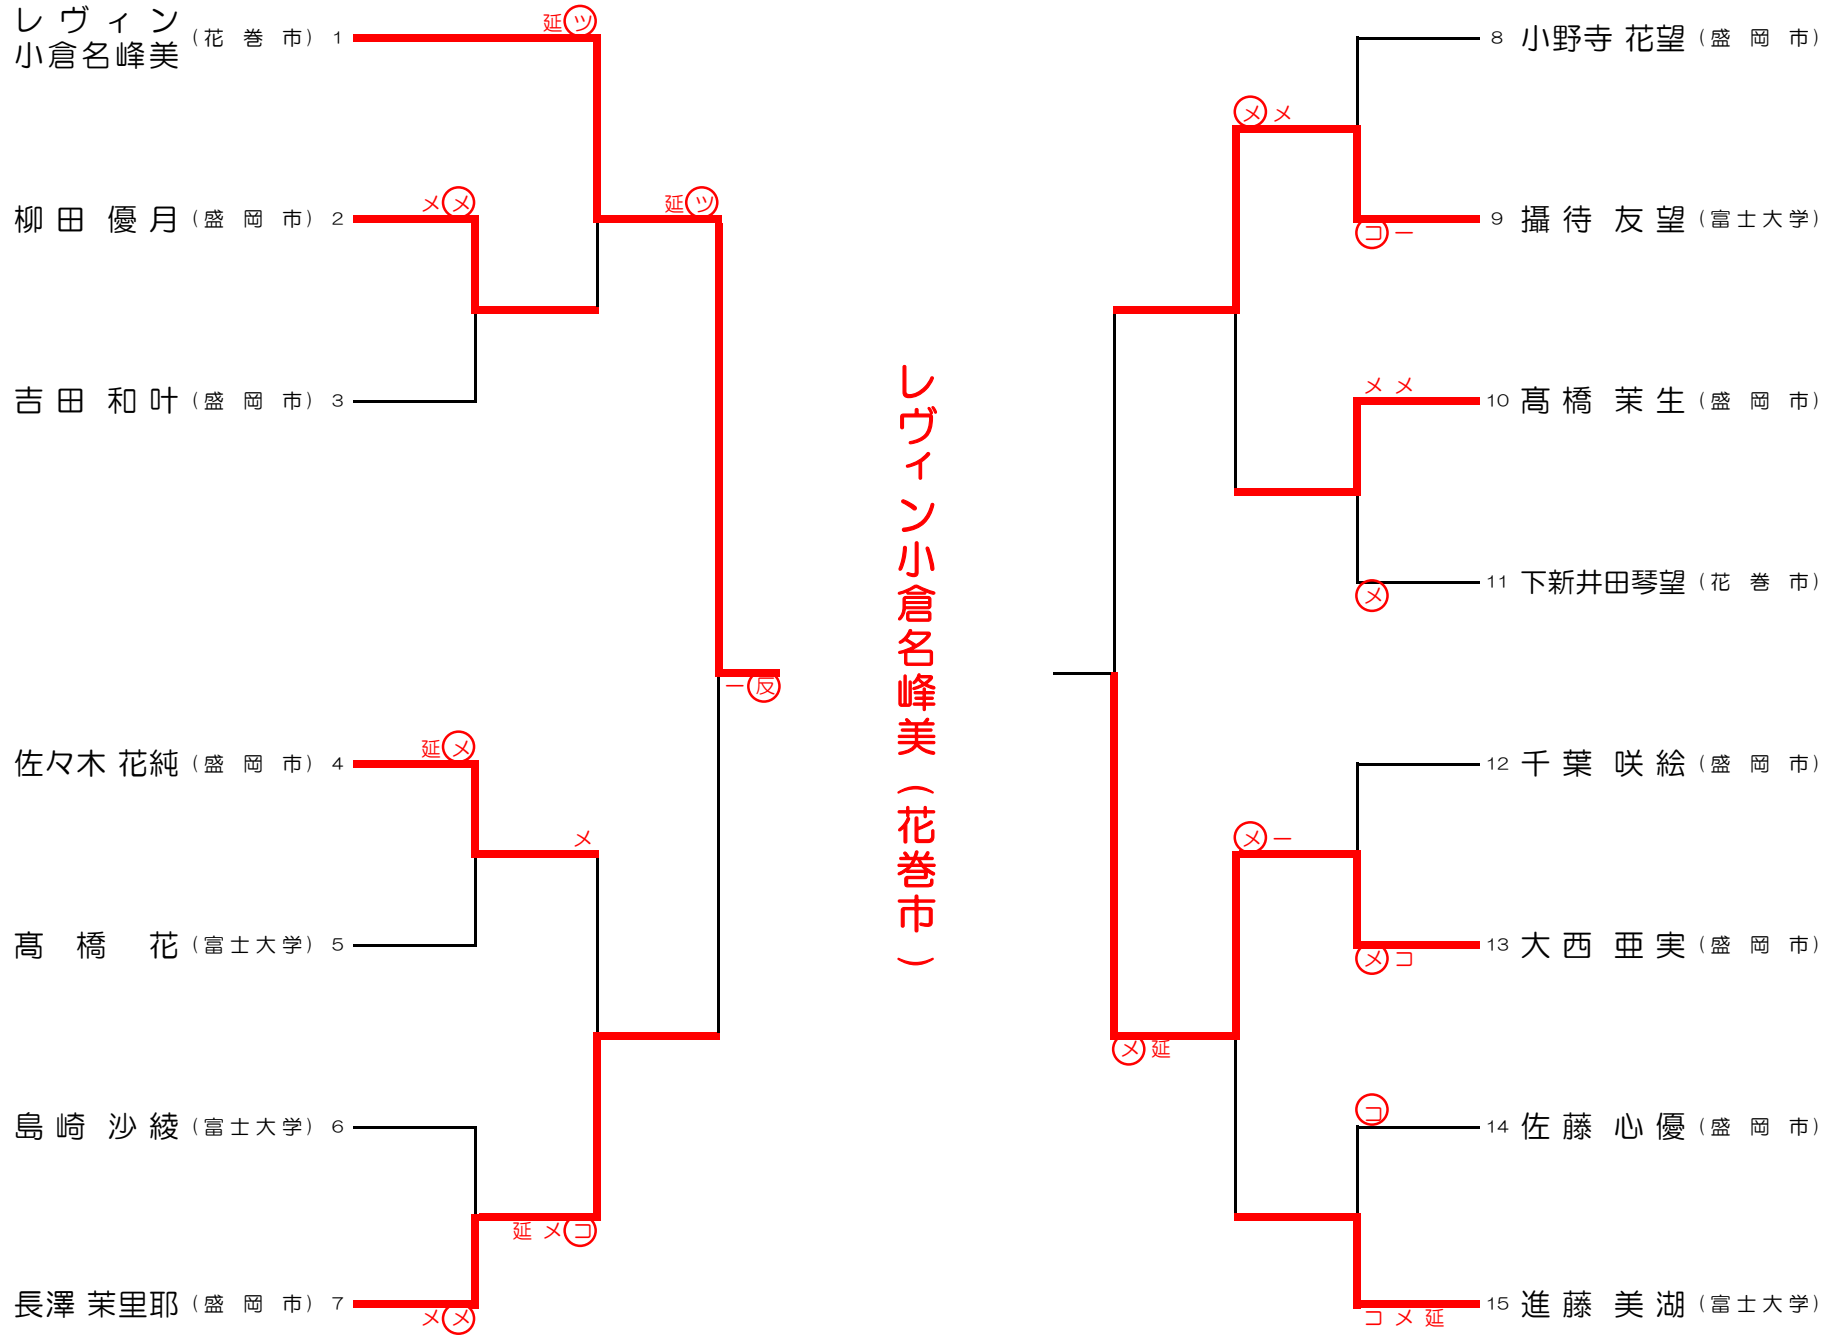 レヴィン
小倉名峰美 (花巻市) 1
延ツ
柳田 優月 (盛岡市) 2
メメ
延ツ
吉田 和叶 (盛岡市) 3
一反
佐々木 花純 (盛岡市) 4
延メ
メ
髙橋 花 (富士大学) 5
島崎 沙綾 (富士大学) 6
延メコ
長澤 茉里耶 (盛岡市) 7
メメ
レヴィン小倉名峰美(花巻市)
8 小野寺 花望 (盛岡市)
メメ
9 攝待 友望 (富士大学)
コー
メメ
10 髙橋 茉生 (盛岡市)
11 下新井田琴望 (花巻市)
メ
12 千葉 咲絵 (盛岡市)
メー
13 大西 亜実 (盛岡市)
メコ
メ延
コ
14 佐藤 心優 (盛岡市)
15 進藤 美湖 (富士大学)
コメ延